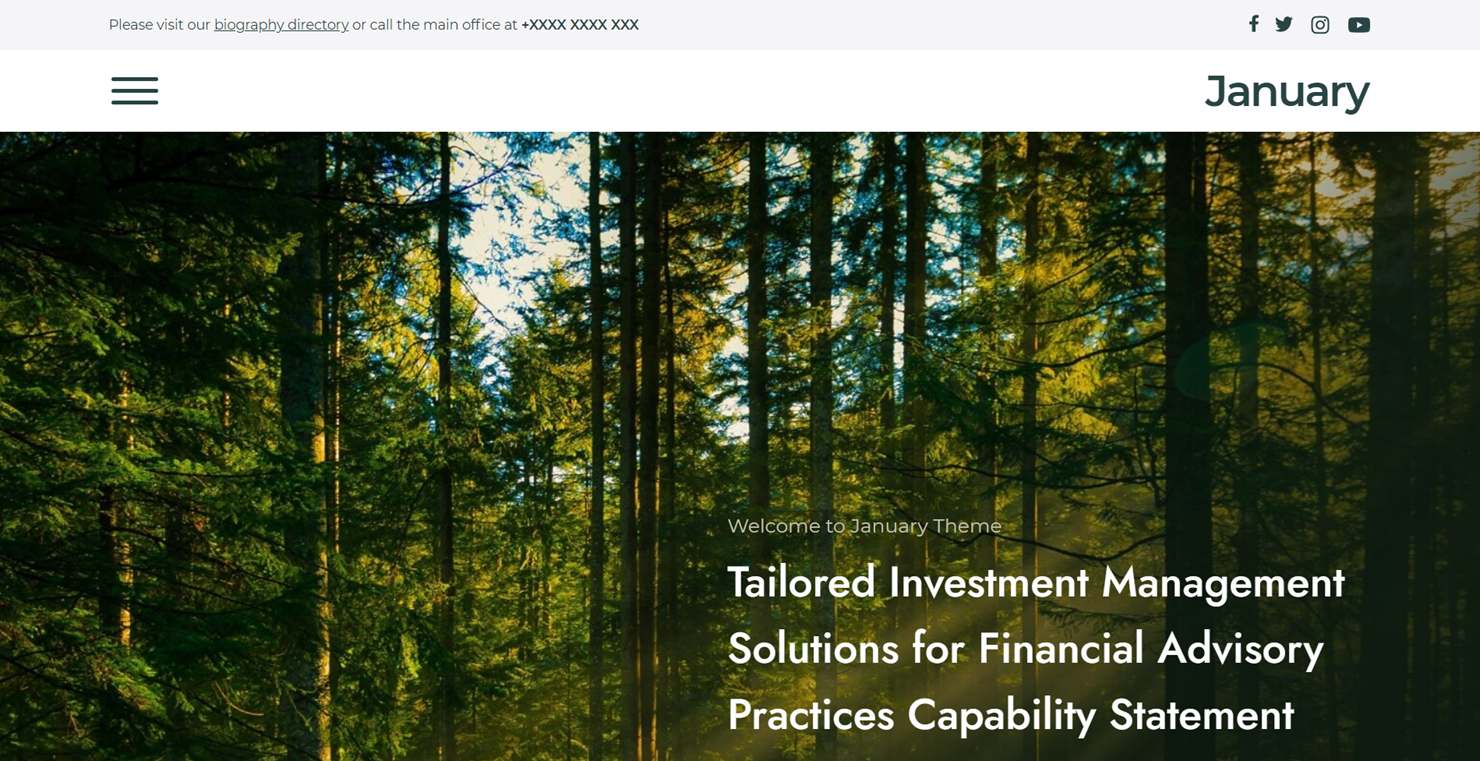 Please visit our biography directory or call the main office at +XXXX XXXX XXX
January
Welcome to January Theme
Tailored Investment Management
Solutions for Financial Advisory
Practices Capability Statement